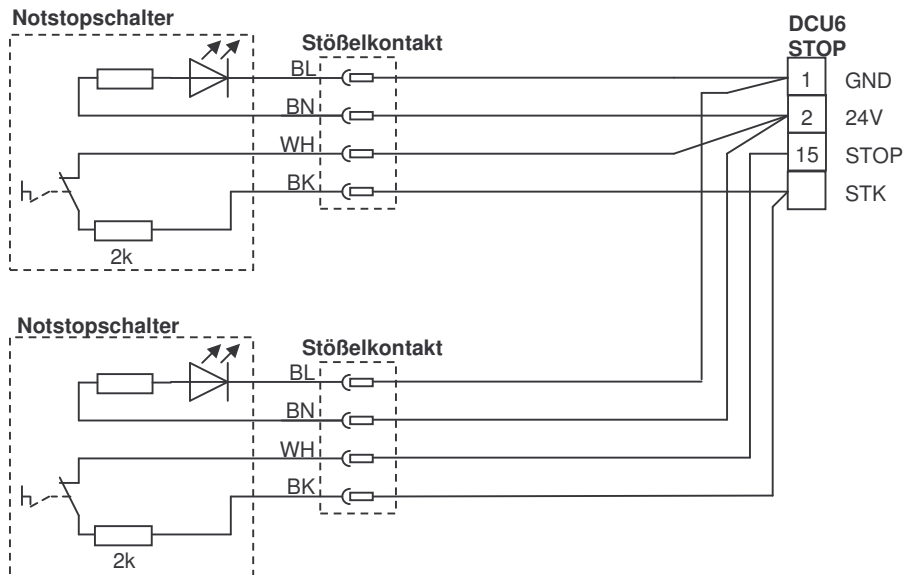 Notstopschalter
Stößelkontakt
DCU6
STOP
BL
1 GND
BN
2 24V
WH
15 STOP
BK
STK
2k
Notstopschalter
Stößelkontakt
BL
BN
WH
BK
2k